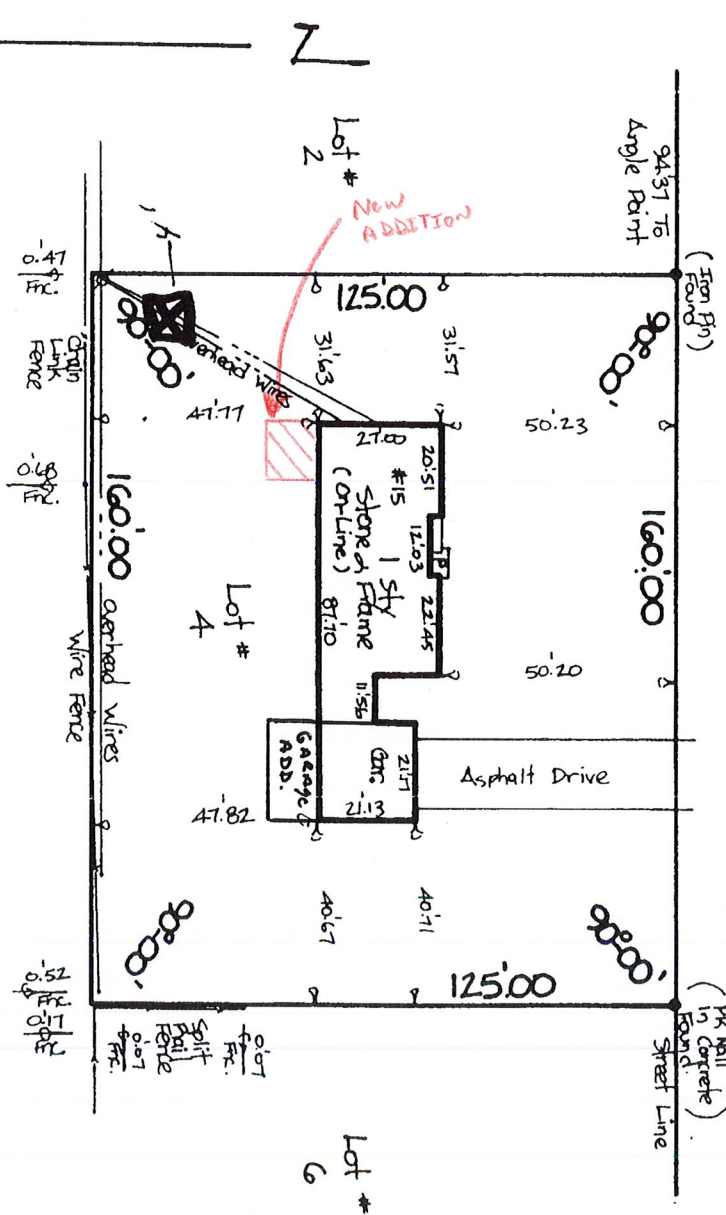 Z
Lot #
2
94.37 To
Angle Point
(Iron Pin)
Found
NEW
ADDITION
125.00
90°-00'
90°-00'
4'
0.47
Fnc.
Chain
Link
Fence
overhead wires
31.63
31.57
47.77
27.00
50.23
0.68
Fnc.
160.00
#15
1 Sty
Stone & Frame
(On-Line)
20.51
12.03
P
22.45
87.70
160.00
Lot #
4
overhead wires
Wire Fence
50.20
11.56
GARAGE
ADD.
Gar.
21.17
21.13
Asphalt Drive
47.82
40.67
40.71
90°-00'
90°-00'
125.00
0.52
Fnc.
0.17
0.07
Fnc.
Split
Rail
Fence
0.07
Fnc.
(PK Nail
in Concrete)
Found.
Street Line
Lot #
6